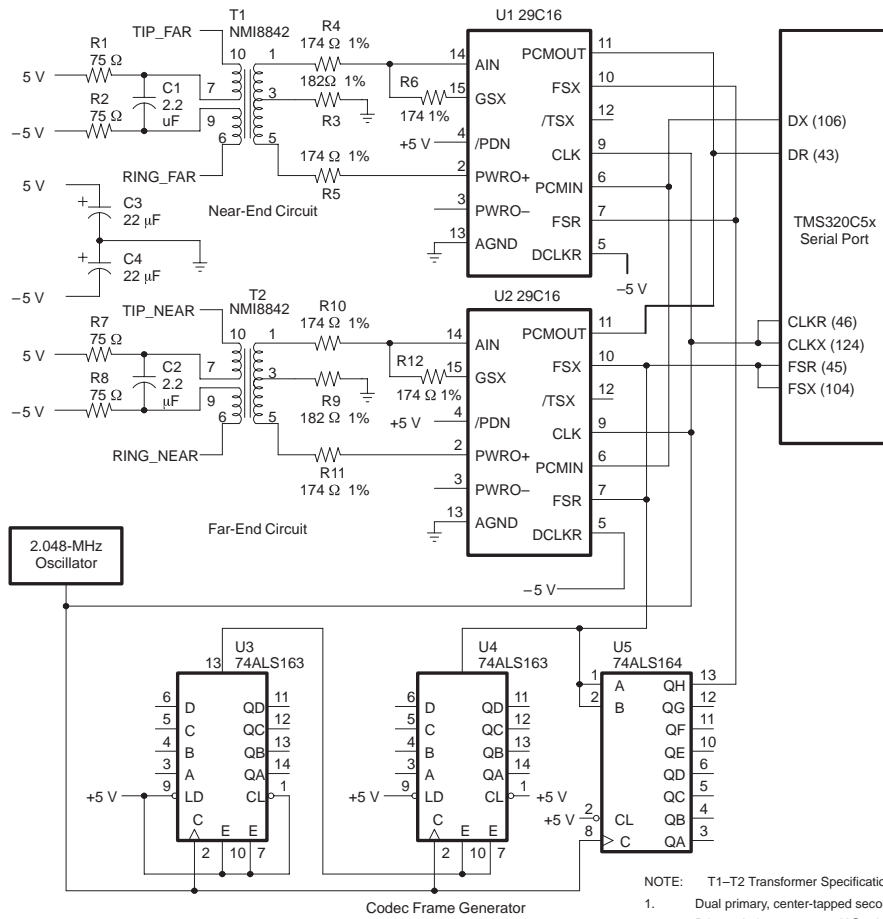 T1
NMI8842
TIP_FAR
R1
75 Ω
5 V
R2
75 Ω
–5 V
C1
2.2
uF
10
7
9
6
1
3
5
R4
174 Ω 1%
182Ω 1%
R3
R6
174 1%
+5 V
174 Ω 1%
R5
RING_FAR
Near-End Circuit
U1 29C16
14
AIN
15
GSX
4
/PDN
2
PWRO+
3
PWRO–
13
AGND
PCMOUT
11
FSX
10
/TSX
12
CLK
9
PCMIN
6
FSR
7
DCLKR
5
–5 V
5 V
+
C3
22 μF
+
C4
22 μF
–5 V
T2
NMI8842
TIP_NEAR
R7
75 Ω
5 V
R8
75 Ω
–5 V
C2
2.2
μF
10
7
9
6
1
3
5
R10
174 Ω 1%
R12
174 Ω 1%
R9
182 Ω 1%
+5 V
R11
174 Ω 1%
RING_NEAR
Far-End Circuit
U2 29C16
14
AIN
15
GSX
4
/PDN
2
PWRO+
3
PWRO–
13
AGND
PCMOUT
11
FSX
10
/TSX
12
CLK
9
PCMIN
6
FSR
7
DCLKR
5
–5 V
DX (106)
DR (43)
TMS320C5x
Serial Port
CLKR (46)
CLKX (124)
FSR (45)
FSX (104)
2.048-MHz
Oscillator
U3
74ALS163
13
6
D
5
C
4
B
3
A
9
LD
+5 V
QD
11
QC
12
QB
13
QA
14
CL
1
C
E
E
2
10
7
U4
74ALS163
6
D
5
C
4
B
3
A
9
LD
+5 V
QD
11
QC
12
QB
13
QA
14
CL
1
+5 V
C
E
E
2
10
7
U5
74ALS164
1
A
2
B
2
CL
+5 V
8
C
QH
13
QG
12
QF
11
QE
10
QD
6
QC
5
QB
4
QA
3
Codec Frame Generator
NOTE: T1–T2 Transformer Specificatio
1. Dual primary, center-tapped seco